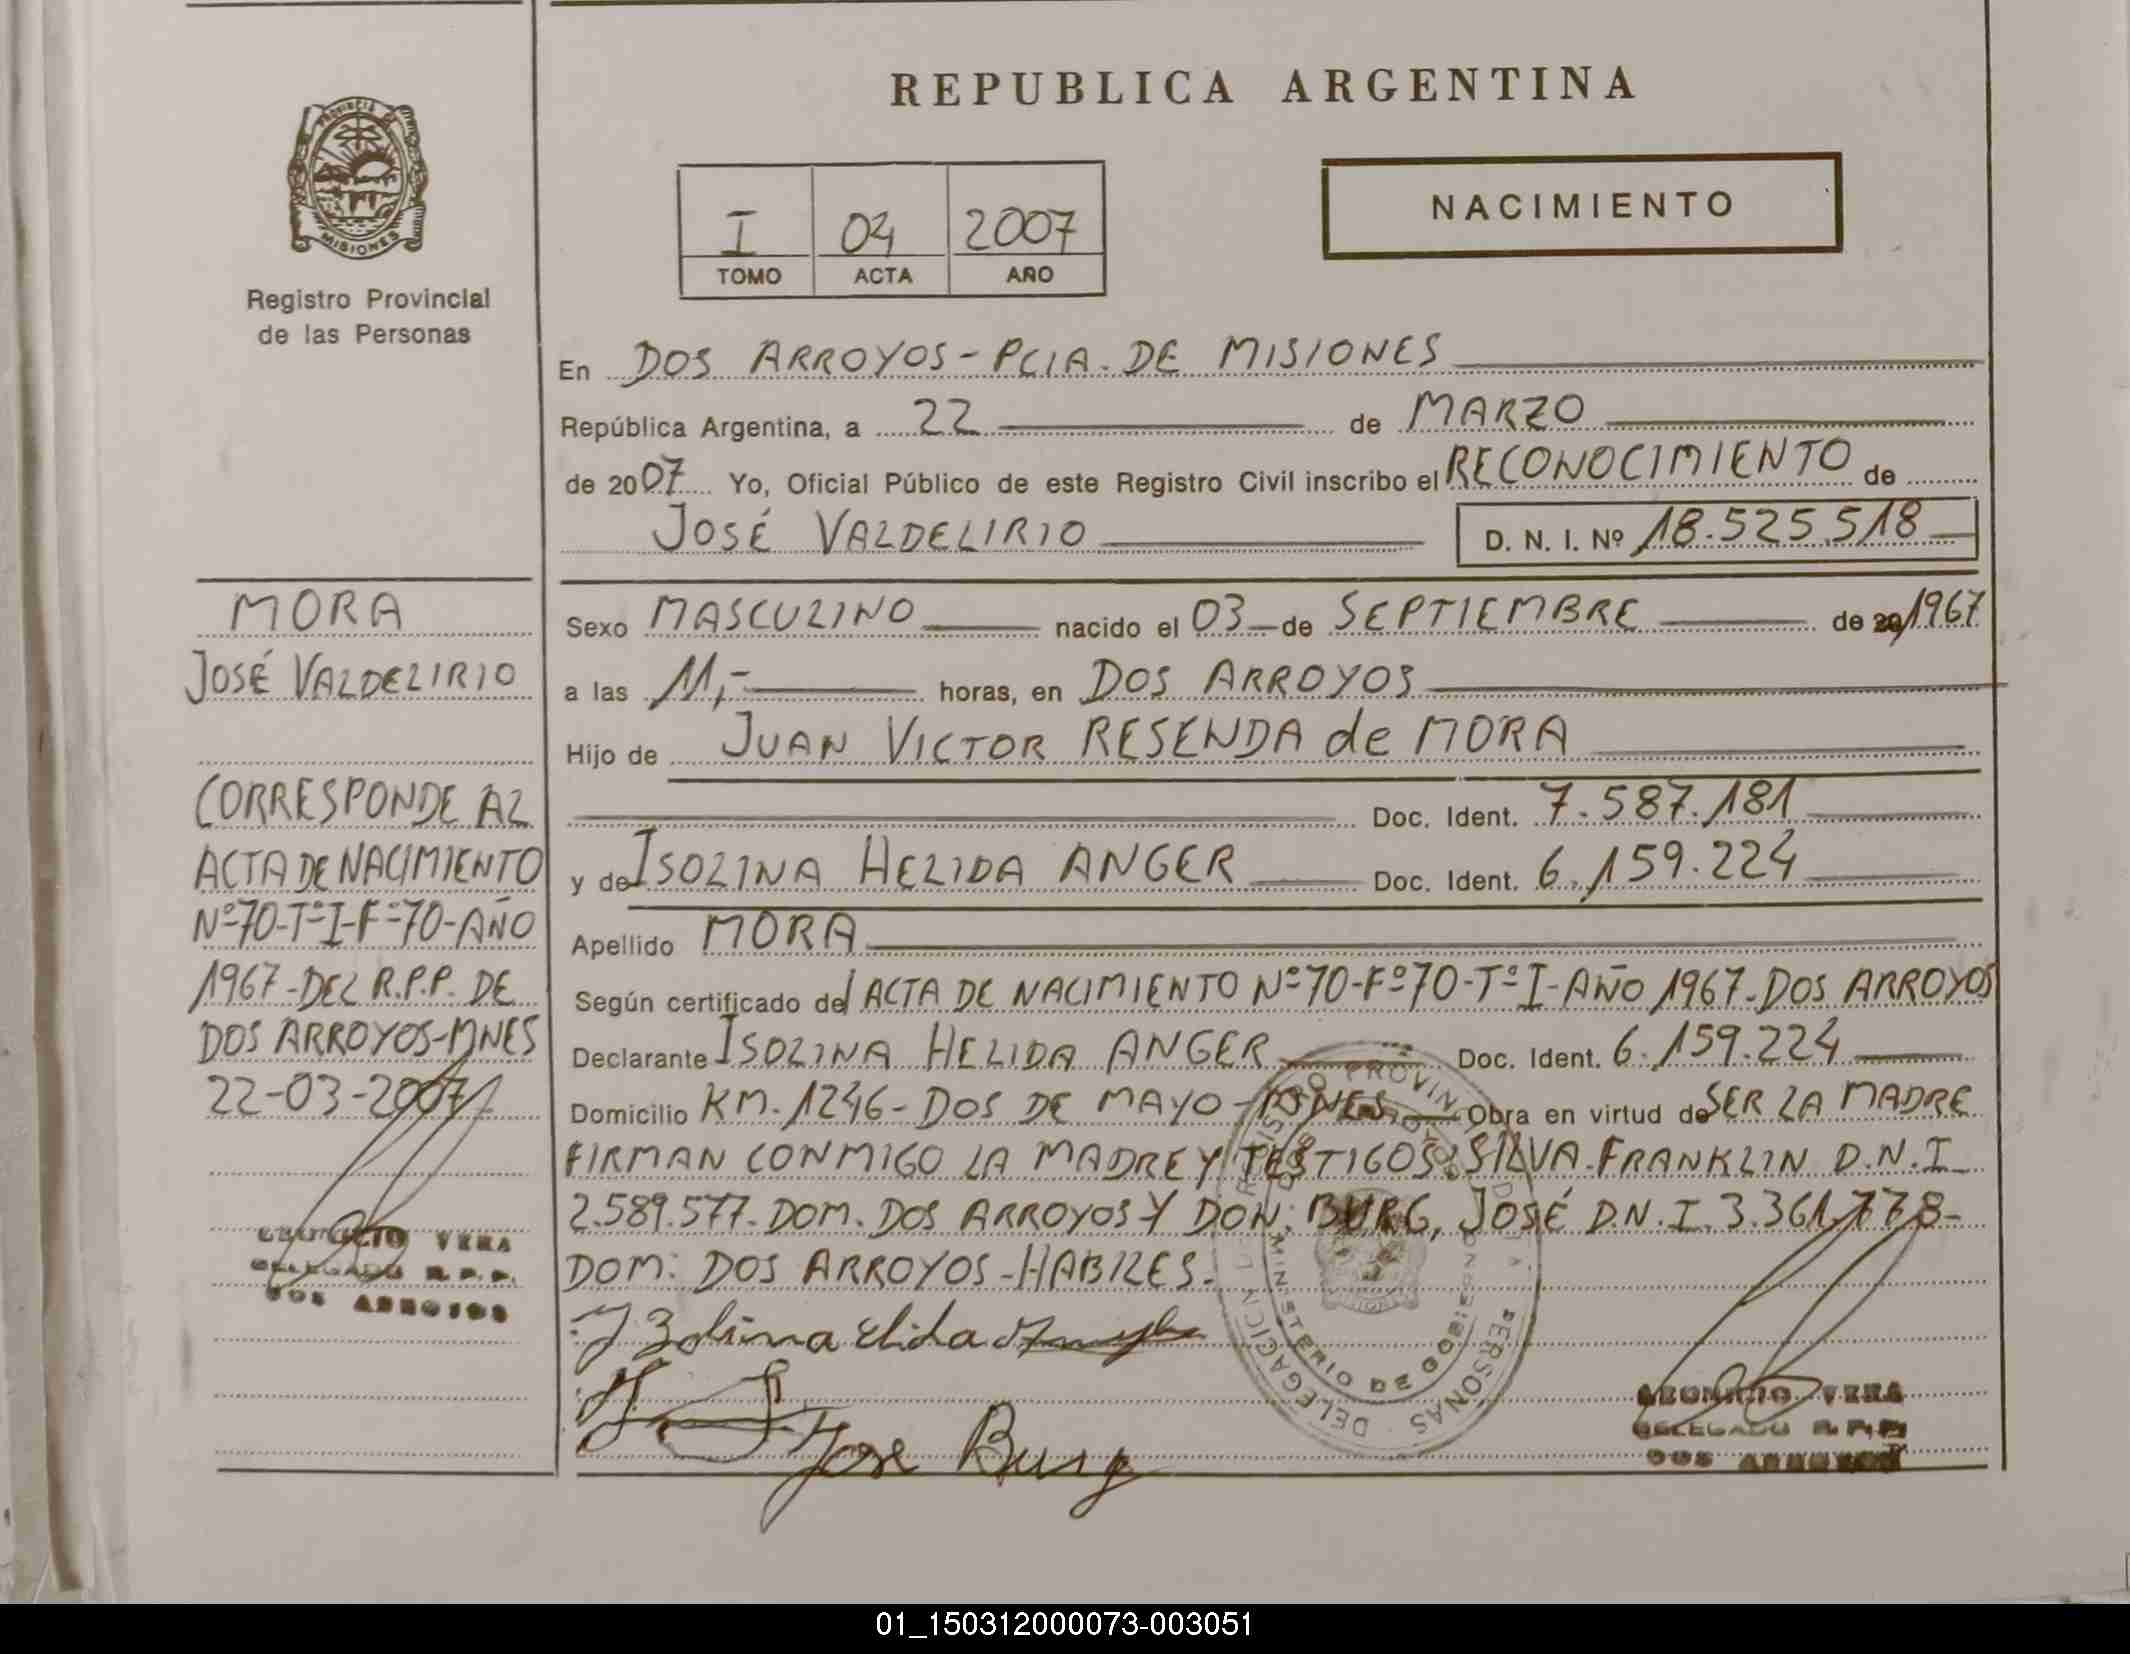 REPUBLICA ARGENTINA
PROVINCIA DE
MISIONES
Registro Provincial
de las Personas
I 04 2007
TOMO ACTA AÑO
NACIMIENTO
En DOS ARROYOS - PCIA. DE MISIONES
República Argentina, a 22 de MARZO
de 2007 Yo, Oficial Público de este Registro Civil inscribo el RECONOCIMIENTO de
JOSÉ VALDELIRIO D. N. I. Nº 18.525.518
MORA
JOSÉ VALDELIRIO
CORRESPONDE AL
ACTA DE NACIMIENTO
Nº70-TºI-Fº70-AÑO
1967-DEL R.P.P. DE
DOS ARROYOS-MNES
22-03-2007
VERA
DELEGADO R.P.P.
DOS ARROYOS
Sexo MASCULINO nacido el 03 de SEPTIEMBRE de 20/1967
a las 11,- horas, en DOS ARROYOS
Hijo de JUAN VICTOR RESENDA de MORA
Doc. Ident. 7.587.181
y de ISOLINA HELIDA ANGER Doc. Ident. 6.159.224
Apellido MORA
Según certificado del ACTA DE NACIMIENTO Nº70-Fº70-TºI-AÑO 1967-DOS ARROYOS
Declarante ISOLINA HELIDA ANGER Doc. Ident. 6.159.224
Domicilio KM. 1246-DOS DE MAYO-MNES. Obra en virtud de SER LA MADRE
FIRMAN CONMIGO LA MADRE Y TESTIGOS: SILVA FRANKLIN D.N.I
2.589.577. DOM. DOS ARROYOS Y DON: BURG, JOSÉ D.N.I. 3.361.778-
DOM: DOS ARROYOS-HABILES.
Elida
Jose Burg
MINISTERIO DE GOBIERNO
DELEGACION
PERSONAS
VERA
DELEGADO R.P.P.
DOS ARROYOS
01_150312000073-003051